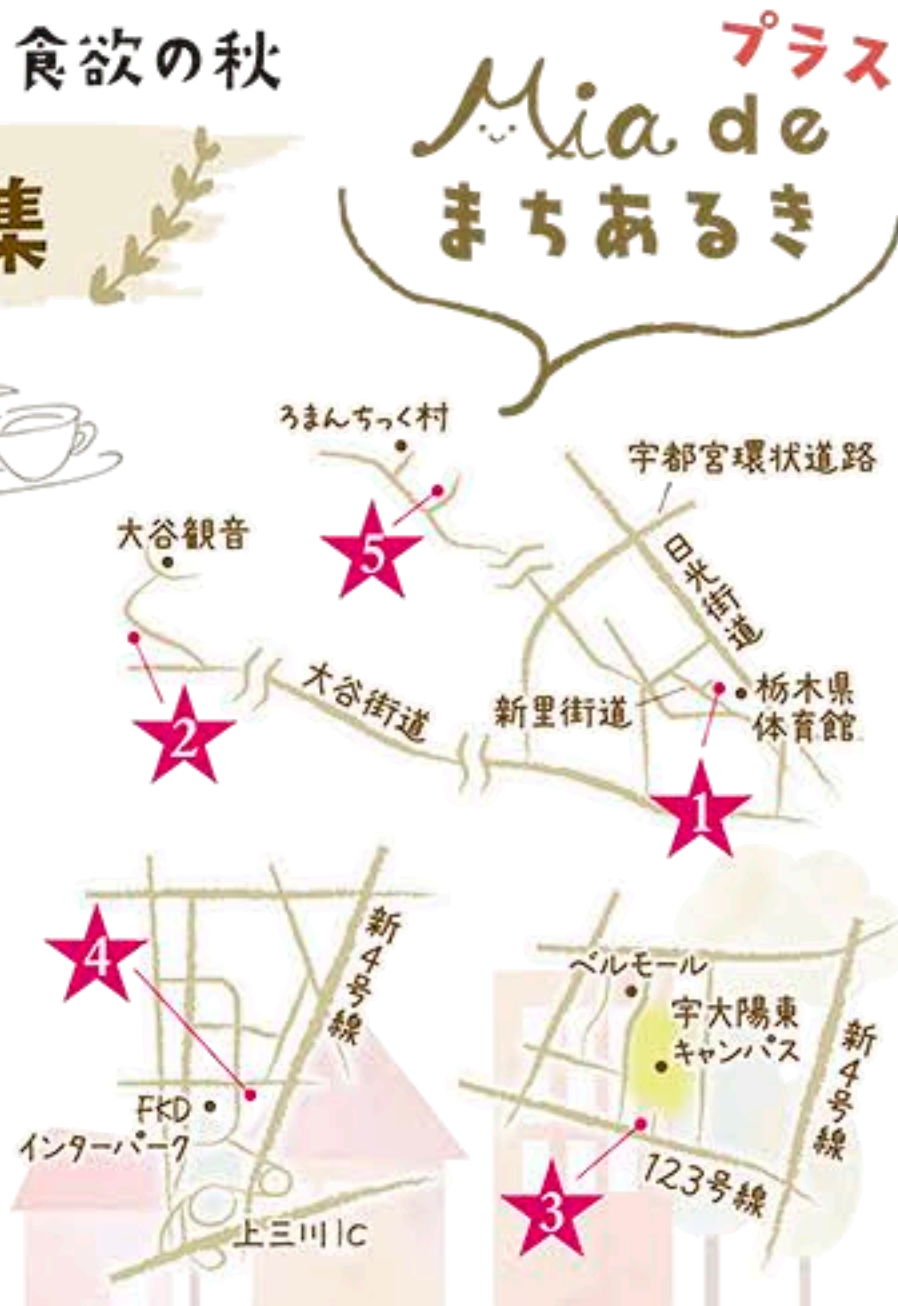 食欲の秋
集
プラス
Mia de
まちあるき
ろまんちっく村
宇都宮環状道路
大谷観音
5
日光街道
大谷街道
新里街道
栃木県
体育館
2
1
4
新4号線
ベルモール
宇大陽東
キャンパス
新4号線
FKD
インターパーク
123号線
3
上三川IC